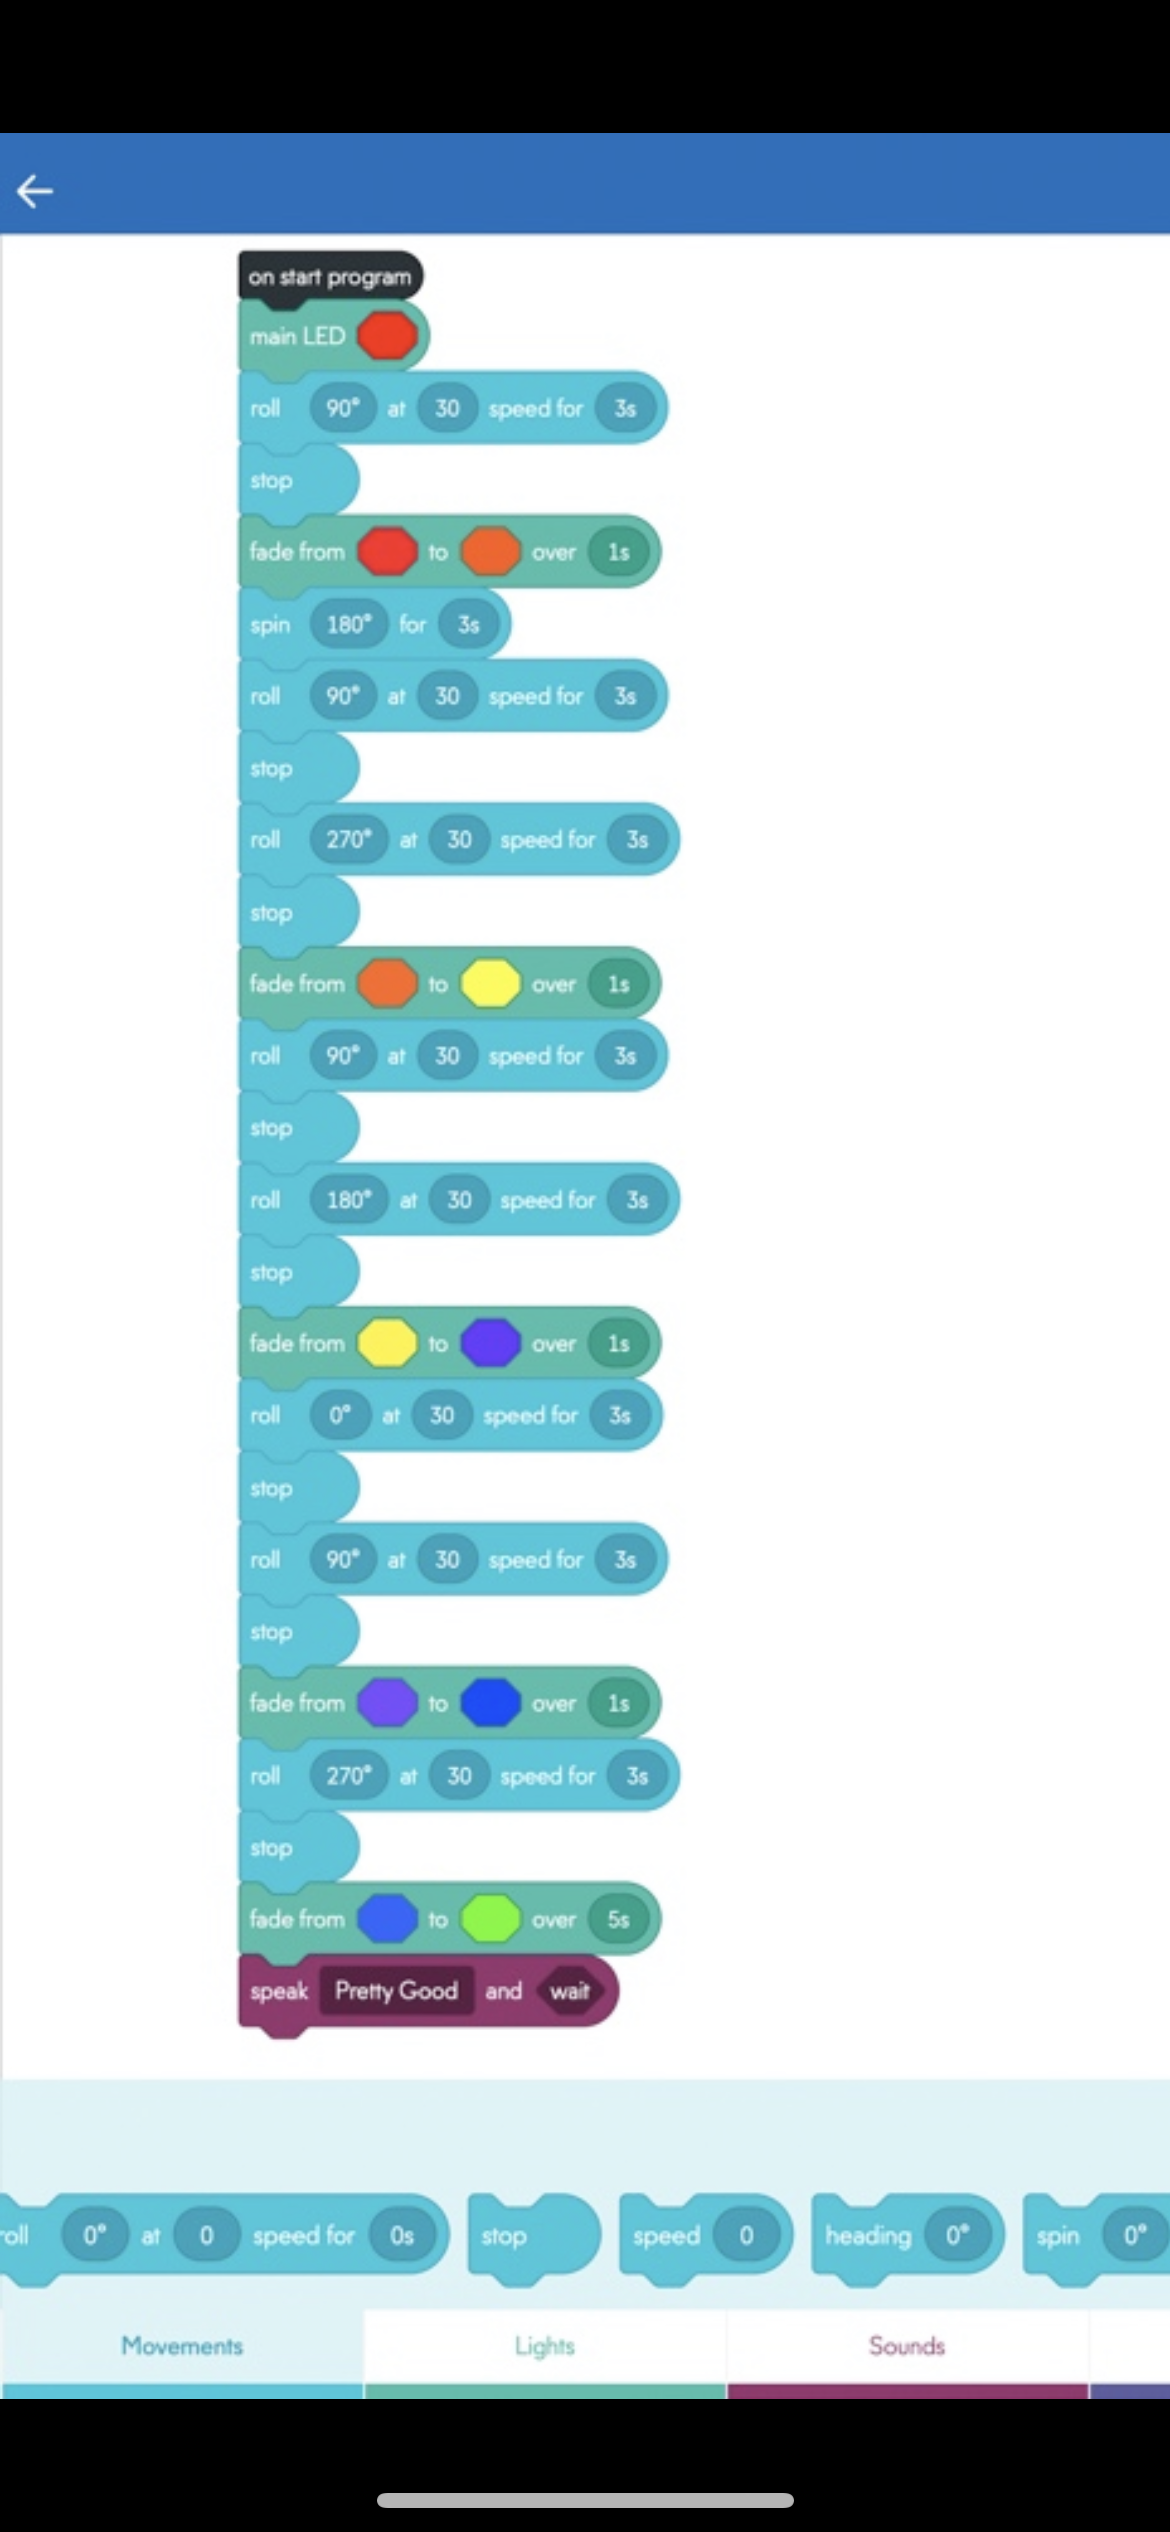 on start program
main LED
roll 90° at 30 speed for 3s
stop
fade from to over 1s
spin 180° for 3s
roll 90° at 30 speed for 3s
stop
roll 270° at 30 speed for 3s
stop
fade from to over 1s
roll 90° at 30 speed for 3s
stop
roll 180° at 30 speed for 3s
stop
fade from to over 1s
roll 0° at 30 speed for 3s
stop
roll 90° at 30 speed for 3s
stop
fade from to over 1s
roll 270° at 30 speed for 3s
stop
fade from to over 5s
speak Pretty Good and wait
roll 0° at 0 speed for 0s stop speed 0 heading 0° spin 0°
Movements Lights Sounds